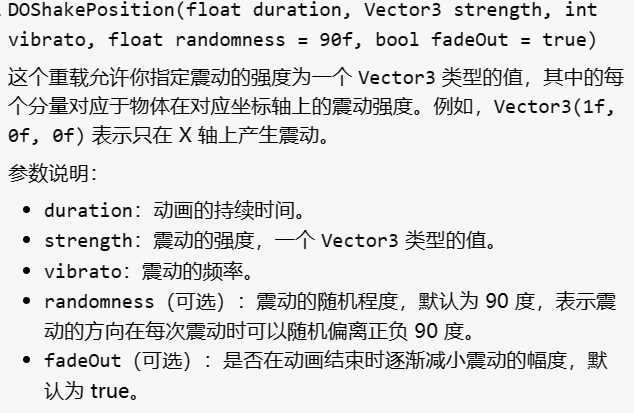 DOShakePosition(float duration, Vector3 strength, int
vibrato, float randomness = 90f, bool fadeOut = true)
这个重载允许你指定震动的强度为一个 Vector3 类型的值，其中的每
个分量对应于物体在对应坐标轴上的震动强度。例如，Vector3(1f,
0f, 0f) 表示只在 X 轴上产生震动。
参数说明：
• duration：动画的持续时间。
• strength：震动的强度，一个 Vector3 类型的值。
• vibrato：震动的频率。
• randomness（可选）：震动的随机程度，默认为 90 度，表示震
动的方向在每次震动时可以随机偏离正负 90 度。
• fadeOut（可选）：是否在动画结束时逐渐减小震动的幅度，默
认为 true。